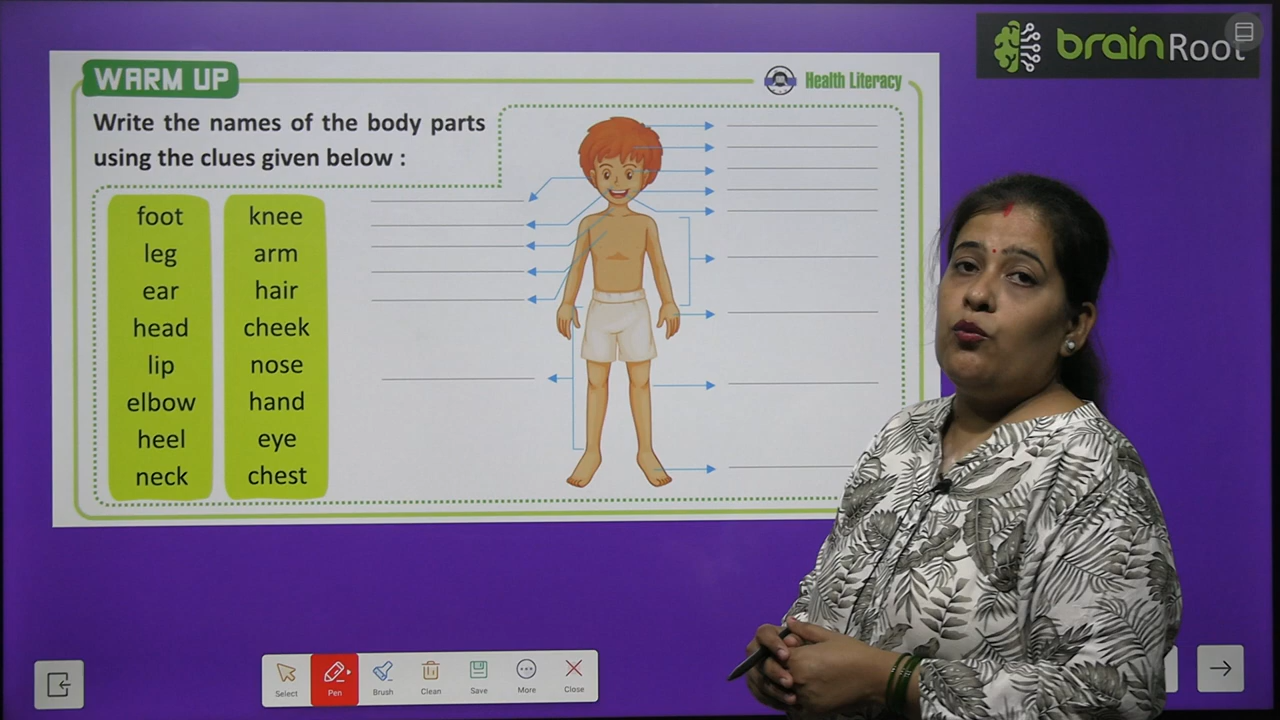 brainRoot
WARM UP
Health Literacy
Write the names of the body parts
using the clues given below :
foot
leg
ear
head
lip
elbow
heel
neck
knee
arm
hair
cheek
nose
hand
eye
chest
Select
Pen
Brush
Clean
Save
More
Close